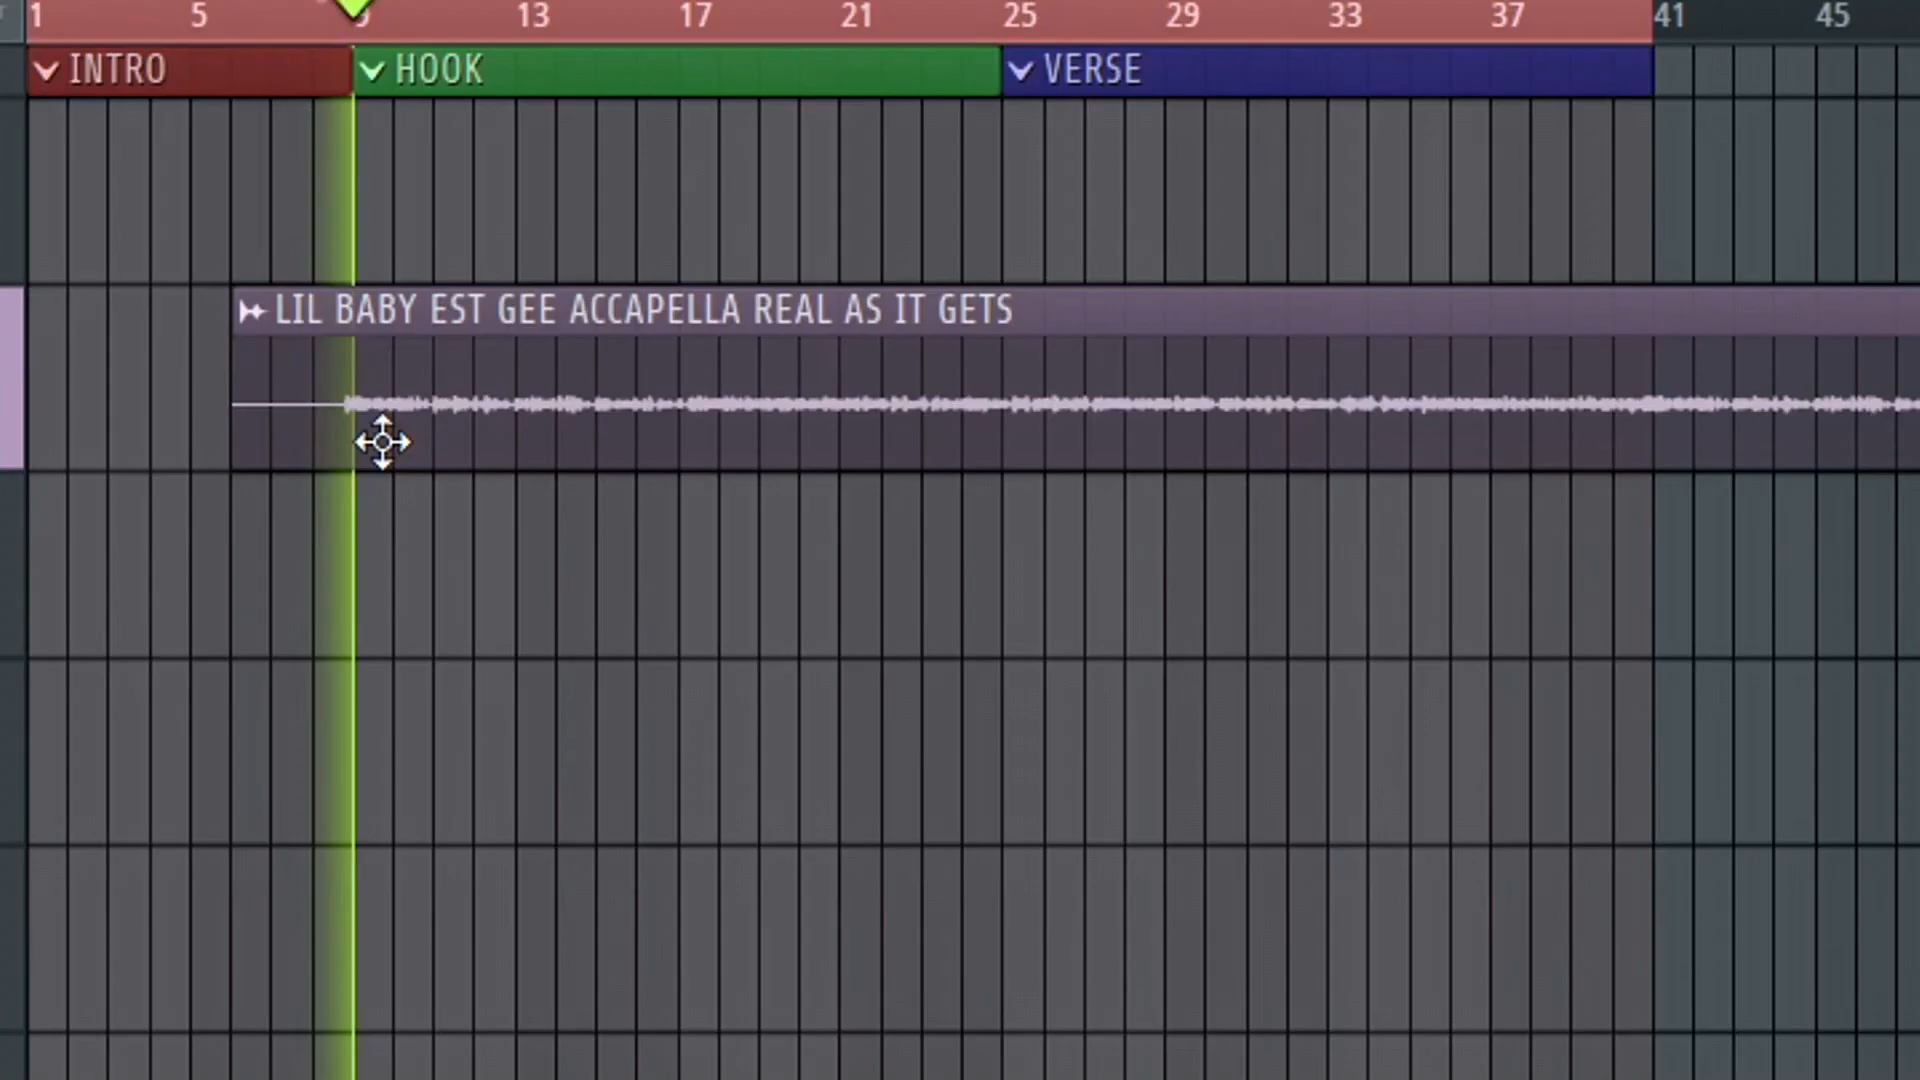 1 5 9 13 17 21 25 29 33 37 41 45
INTRO HOOK VERSE
LIL BABY EST GEE ACCAPELLA REAL AS IT GETS